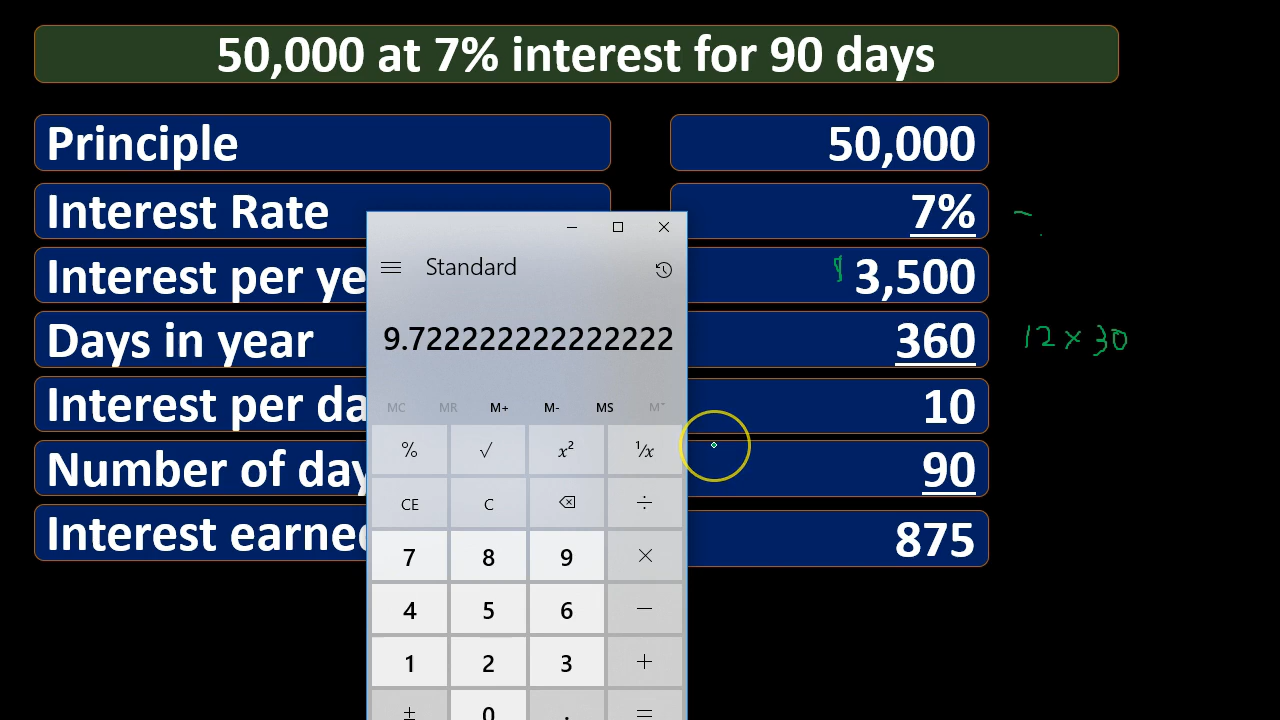 50,000 at 7% interest for 90 days
Principle 50,000
Interest Rate 7%
Interest per ye 3,500
Days in year 360 12 x 30
Interest per da 10
Number of day 90
Interest earned 875
Standard
9.722222222222222
MC MR M+ M- MS M˅
% √ x² ¹/x
CE C ⌫ ÷
7 8 9 ×
4 5 6 −
1 2 3 +
± 0 . =